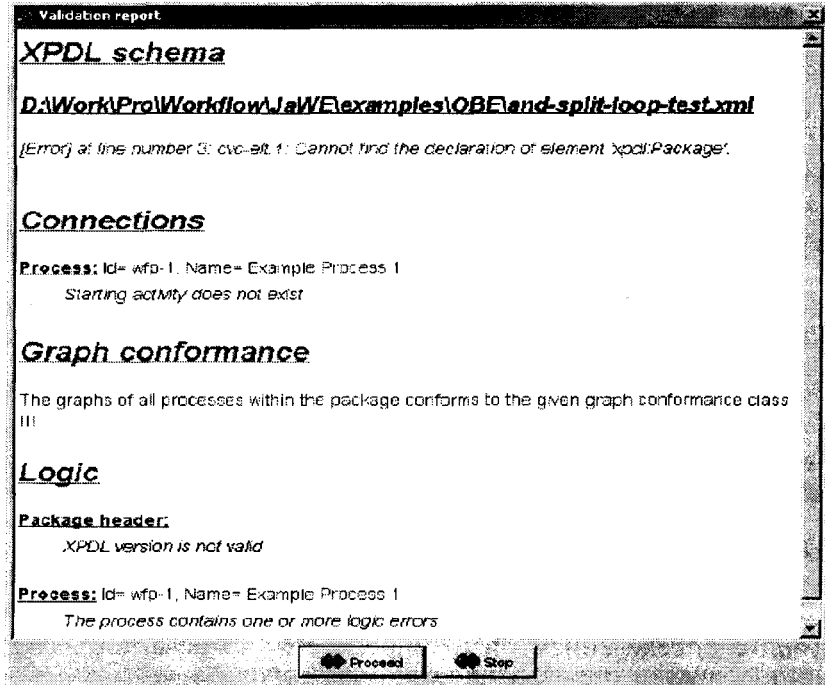 Validation report
XPDL schema
D:\Work\Pro\Workflow\JaWE\examples\OBE\and-split-loop-test.xml
[Error] at line number 3: cvc-elt.1: Cannot find the declaration of element 'xpdl:Package'.
Connections
Process: Id= wfp-1, Name= Example Process 1
Starting activity does not exist
Graph conformance
The graphs of all processes within the package conforms to the given graph conformance class
!!!
Logic
Package header:
XPDL version is not valid
Process: Id= wfp-1, Name= Example Process 1
The process contains one or more logic errors
Proceed Stop